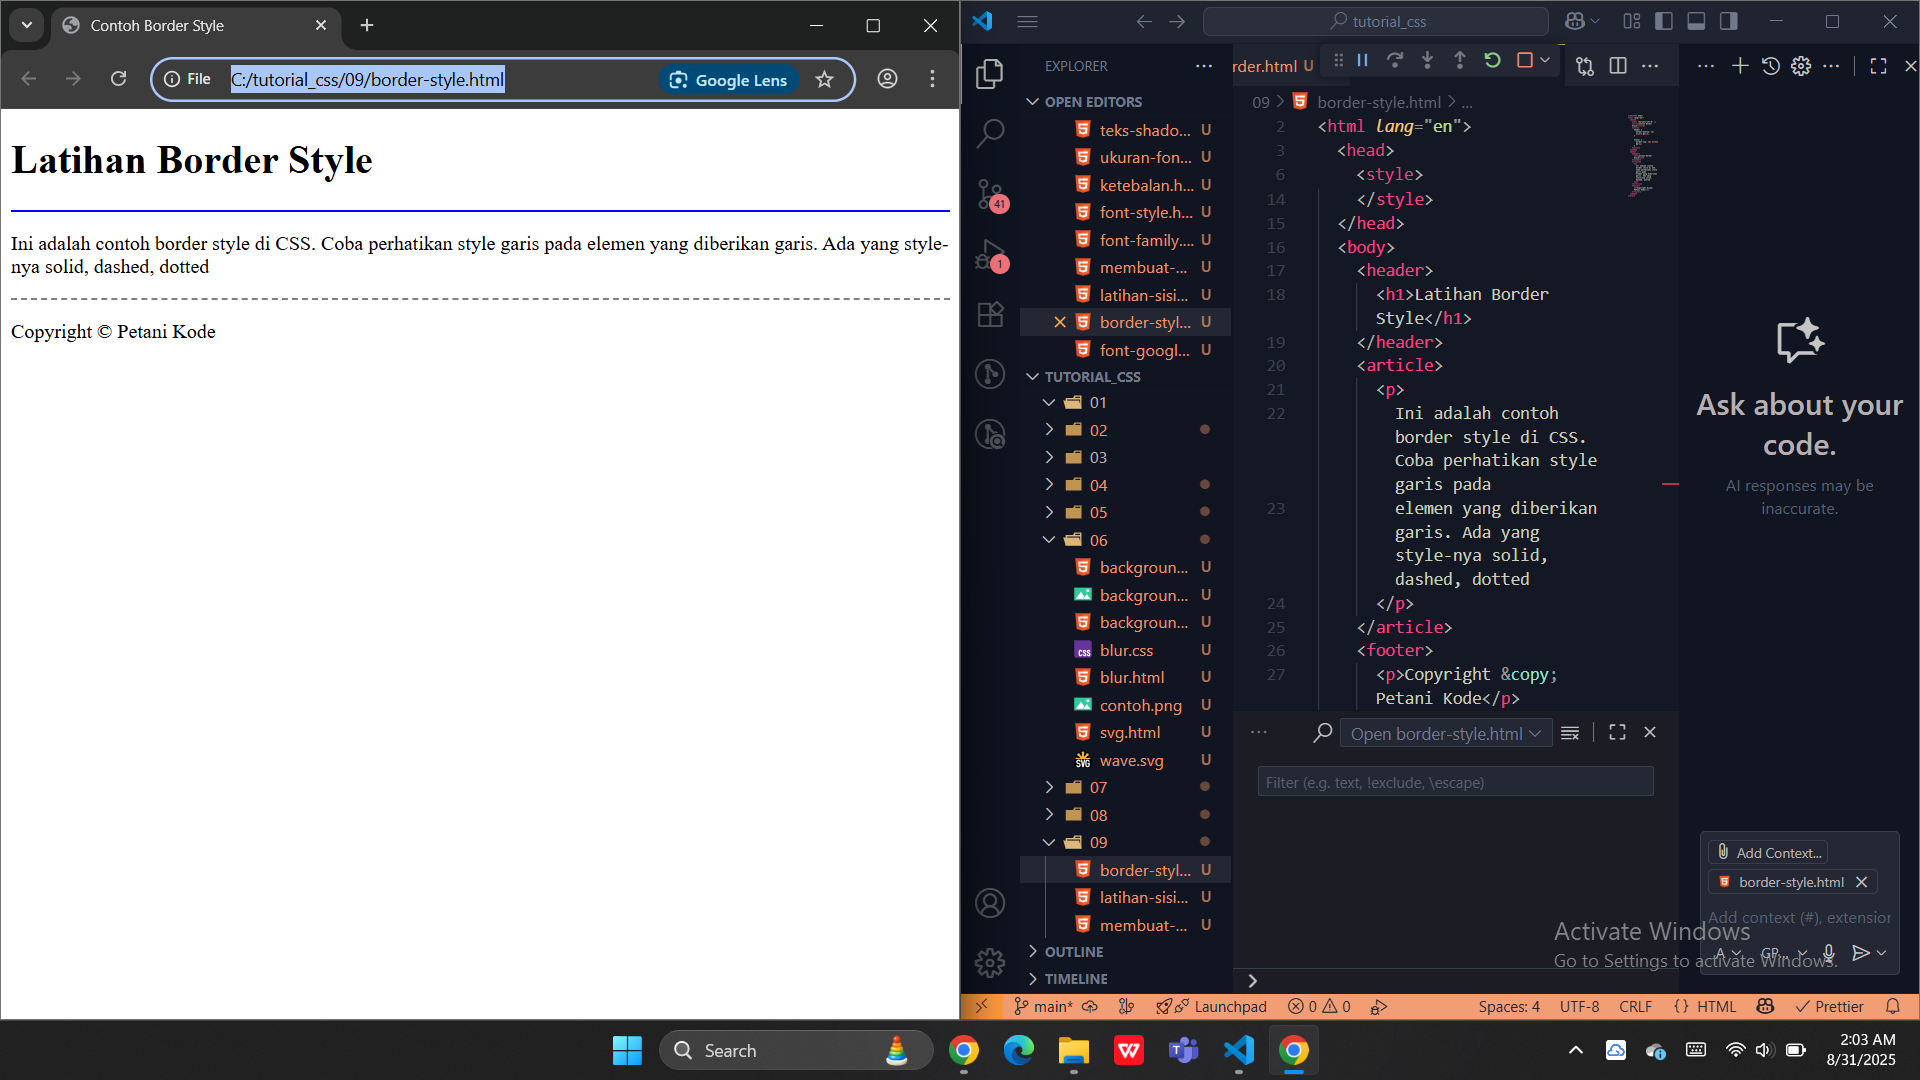 Contoh Border Style
File
C:/tutorial_css/09/border-style.html
Google Lens
Latihan Border Style
Ini adalah contoh border style di CSS. Coba perhatikan style garis pada elemen yang diberikan garis. Ada yang style-
nya solid, dashed, dotted
Copyright © Petani Kode
tutorial_css
EXPLORER
OPEN EDITORS
teks-shado... U
ukuran-fon... U
ketebalan.h... U
font-style.h... U
font-family.... U
membuat-... U
latihan-sisi... U
border-styl... U
font-googl... U
TUTORIAL_CSS
01
02
03
04
05
06
backgroun... U
backgroun... U
backgroun... U
blur.css U
blur.html U
contoh.png U
svg.html U
wave.svg U
07
08
09
border-styl... U
latihan-sisi... U
membuat-... U
OUTLINE
TIMELINE
41
1
rder.html U
09 > border-style.html > ...
2 <html lang="en">
3 <head>
6 <style>
14 </style>
15 </head>
16 <body>
17 <header>
18 <h1>Latihan Border
Style</h1>
19 </header>
20 <article>
21 <p>
22 Ini adalah contoh
border style di CSS.
Coba perhatikan style
garis pada
23 elemen yang diberikan
garis. Ada yang
style-nya solid,
dashed, dotted
24 </p>
25 </article>
26 <footer>
27 <p>Copyright &copy;
Petani Kode</p>
Open border-style.html
Filter (e.g. text, !exclude, \escape)
Ask about your
code.
AI responses may be
inaccurate.
Add Context...
border-style.html
Add context (#), extension
A
GP...
Activate Windows
Go to Settings to activate Windows.
main*
Launchpad
0
0
Spaces: 4
UTF-8
CRLF
{ } HTML
Prettier
Search
2:03 AM
8/31/2025